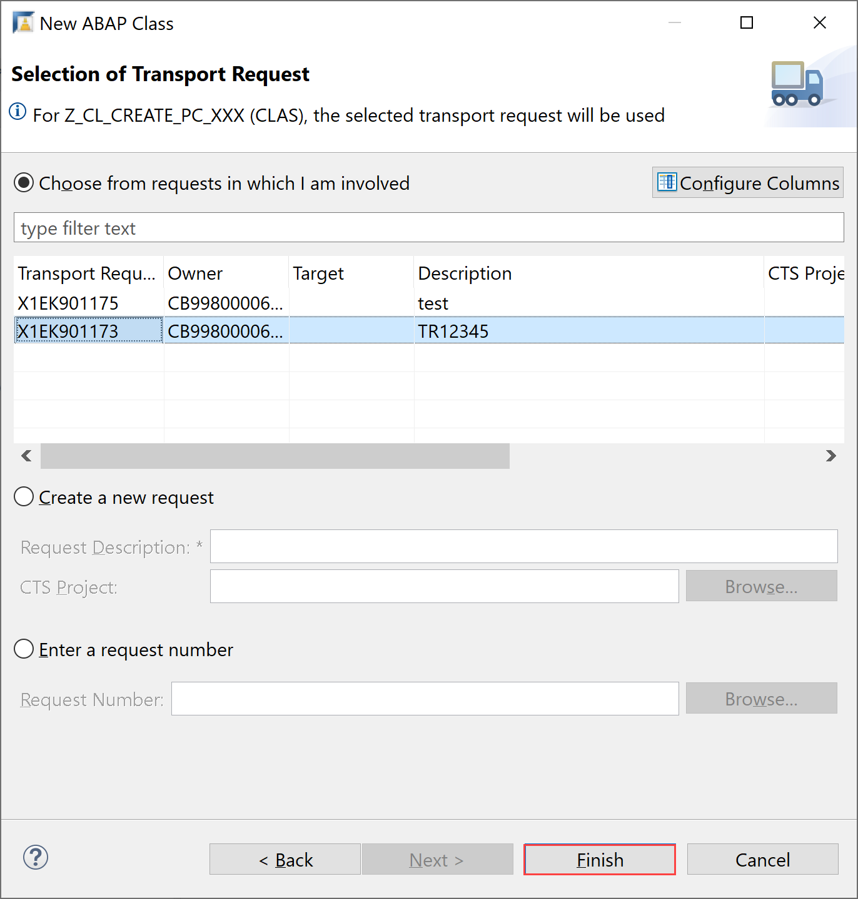 New ABAP Class
Selection of Transport Request
For Z_CL_CREATE_PC_XXX (CLAS), the selected transport request will be used
Choose from requests in which I am involved
Configure Columns
type filter text
Transport Requ... Owner Target Description CTS Proje
X1EK901175 CB99800006... test
X1EK901173 CB99800006... TR12345
Create a new request
Request Description: *
CTS Project:
Browse...
Enter a request number
Request Number:
Browse...
? < Back Next > Finish Cancel